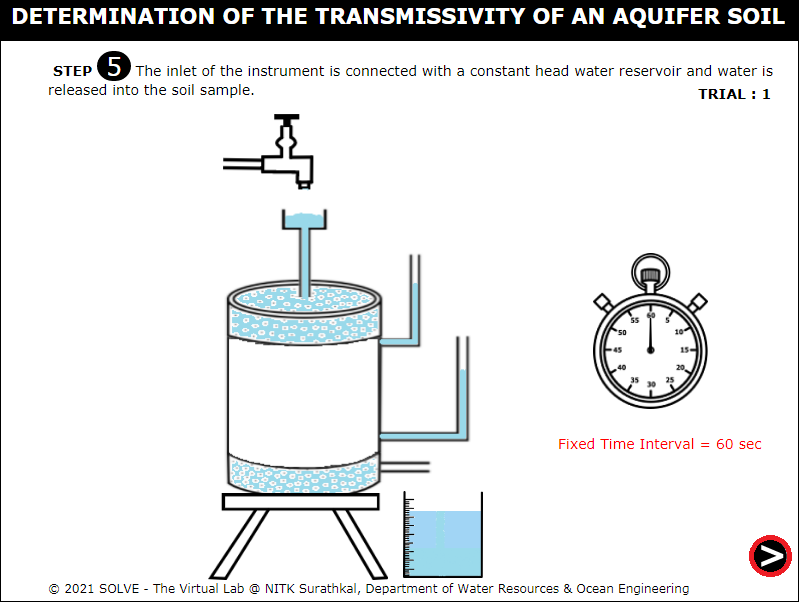 DETERMINATION OF THE TRANSMISSIVITY OF AN AQUIFER SOIL
STEP 5 The inlet of the instrument is connected with a constant head water reservoir and water is
released into the soil sample.
TRIAL : 1
60
55 5
50 10
45 15
40 20
35 25
30
Fixed Time Interval = 60 sec
>
© 2021 SOLVE - The Virtual Lab @ NITK Surathkal, Department of Water Resources & Ocean Engineering